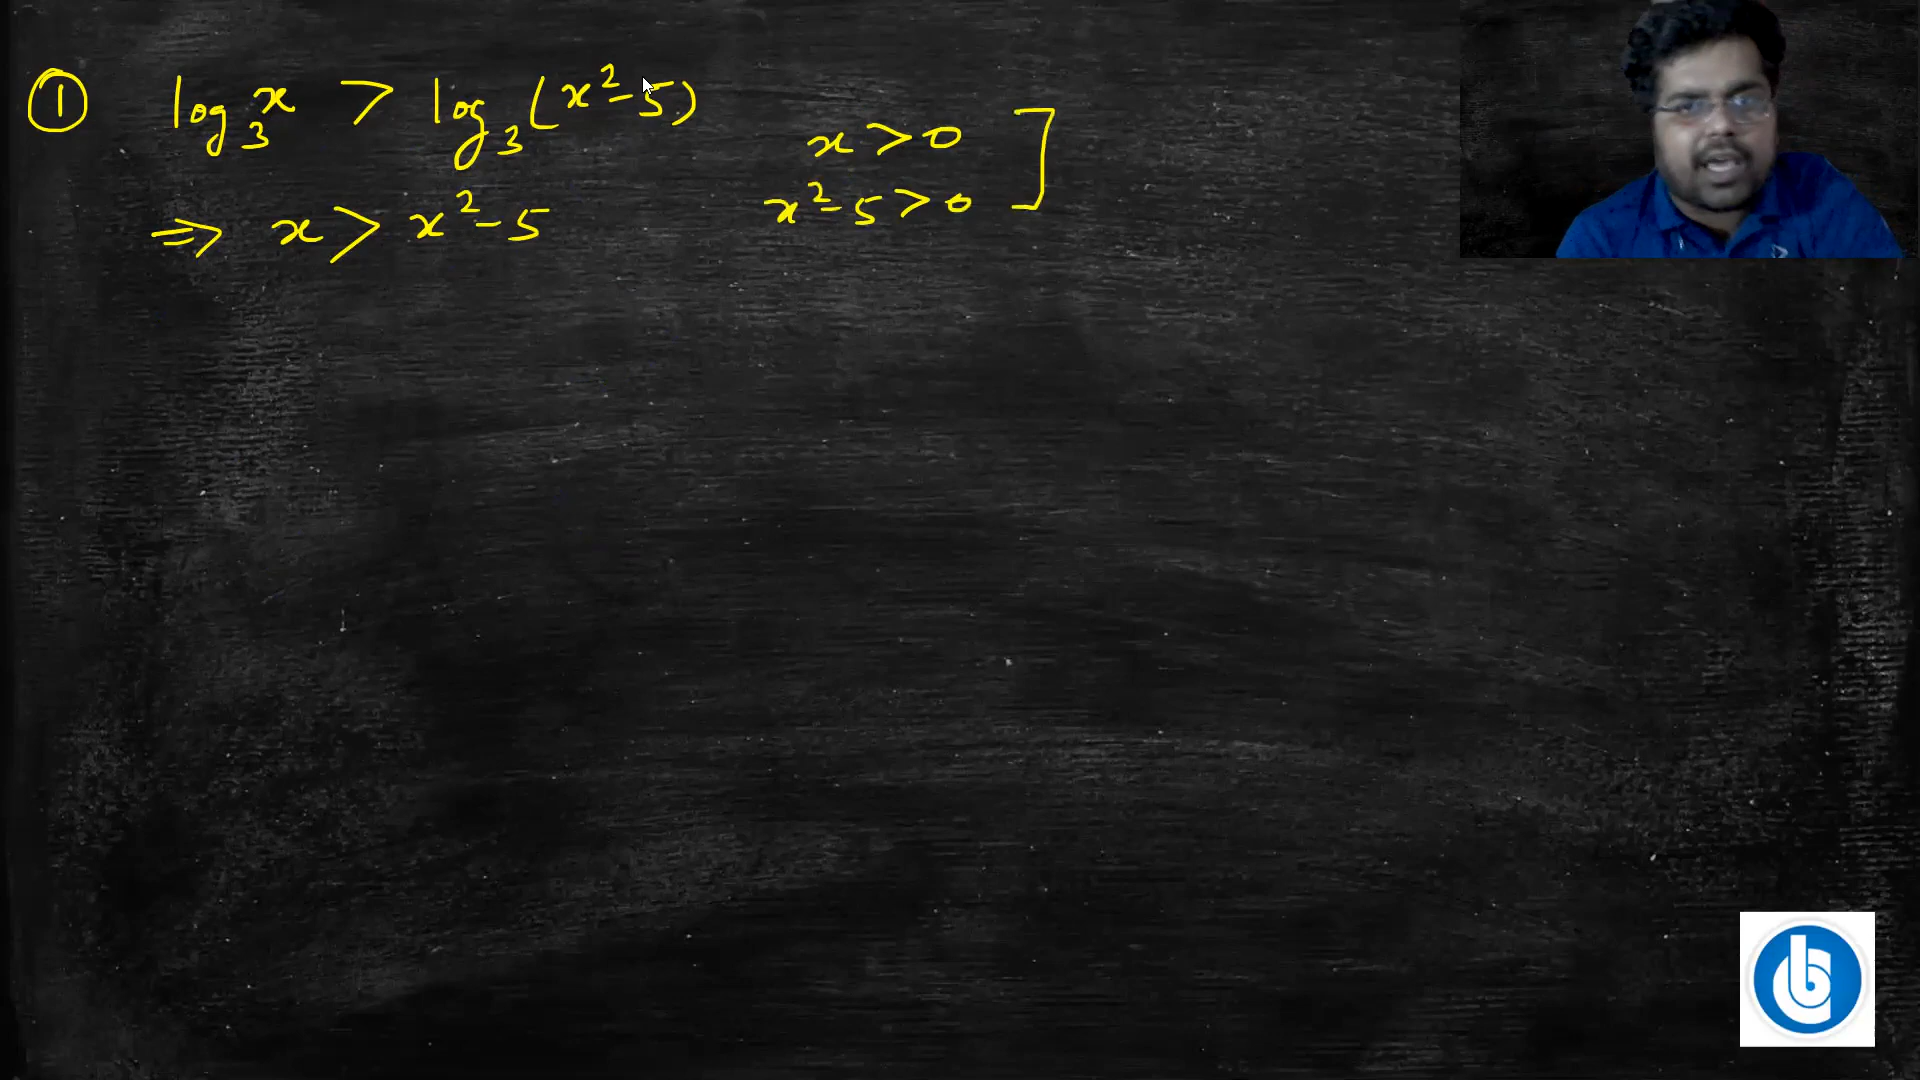 ① log₃x > log₃(x²-5)
x > 0
x²-5 > 0
⇒ x > x²-5